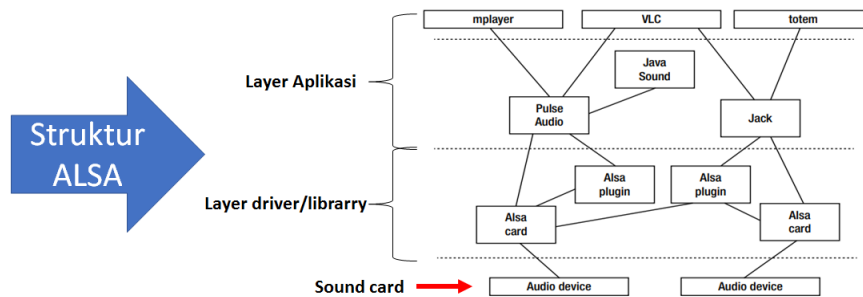 mplayer
VLC
totem
Layer Aplikasi
Java
Sound
Pulse
Audio
Jack
Struktur
ALSA
Layer driver/librarry
Alsa
plugin
Alsa
plugin
Alsa
card
Alsa
card
Sound card
Audio device
Audio device